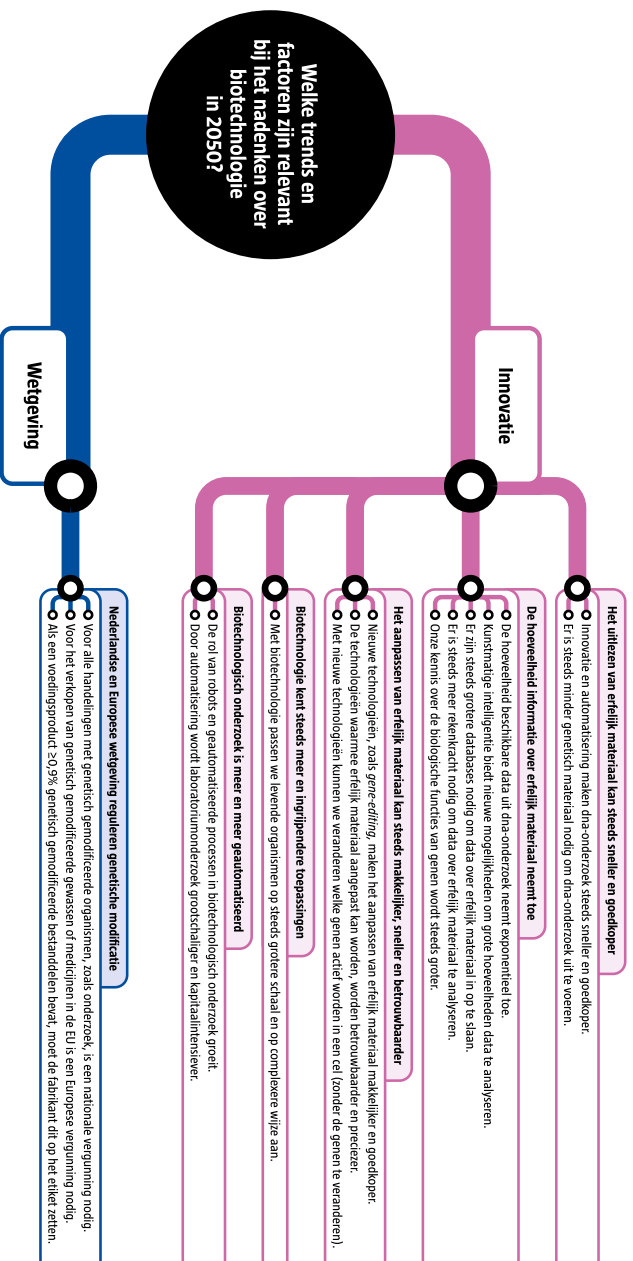 Welke trends en
factoren zijn relevant
bij het nadenken over
biotechnologie
in 2050?
Innovatie
Het uitlezen van erfelijk materiaal kan steeds sneller en goedkoper
Innovatie en automatisering maken dna-onderzoek steeds sneller en goedkoper.
Er is steeds minder genetisch materiaal nodig om dna-onderzoek uit te voeren.
De hoeveelheid informatie over erfelijk materiaal neemt toe
De hoeveelheid beschikbare data uit dna-onderzoek neemt exponentieel toe.
Kunstmatige intelligentie biedt nieuwe mogelijkheden om grote hoeveelheden data te analyseren.
Er zijn steeds grotere databases nodig om data over erfelijk materiaal in op te slaan.
Er is steeds meer rekenkracht nodig om data over erfelijk materiaal te analyseren.
Onze kennis over de biologische functies van genen wordt steeds groter.
Het aanpassen van erfelijk materiaal kan steeds makkelijker, sneller en betrouwbaarder
Nieuwe technologieën, zoals gene-editing, maken het aanpassen van erfelijk materiaal makkelijker en goedkoper.
De technologieën waarmee erfelijk materiaal aangepast kan worden, worden betrouwbaarder en preciezer.
Met nieuwe technologieën kunnen we veranderen welke genen actief worden in een cel (zonder de genen te veranderen).
Biotechnologie kent steeds meer en ingrijpendere toepassingen
Met biotechnologie passen we levende organismen op steeds grotere schaal en op complexere wijze aan.
Biotechnologisch onderzoek is meer en meer geautomatiseerd
De rol van robots en geautomatiseerde processen in biotechnologisch onderzoek groeit.
Door automatisering wordt laboratoriumonderzoek grootschaliger en kapitaalintensiever.
Wetgeving
Nederlandse en Europese wetgeving reguleren genetische modificatie
Voor alle handelingen met genetisch gemodificeerde organismen, zoals onderzoek, is een nationale vergunning nodig.
Voor het verkopen van genetisch gemodificeerde gewassen of medicijnen in de EU is een Europese vergunning nodig.
Als een voedingsproduct ≥0,9% genetisch gemodificeerde bestanddelen bevat, moet de fabrikant dit op het etiket zetten.